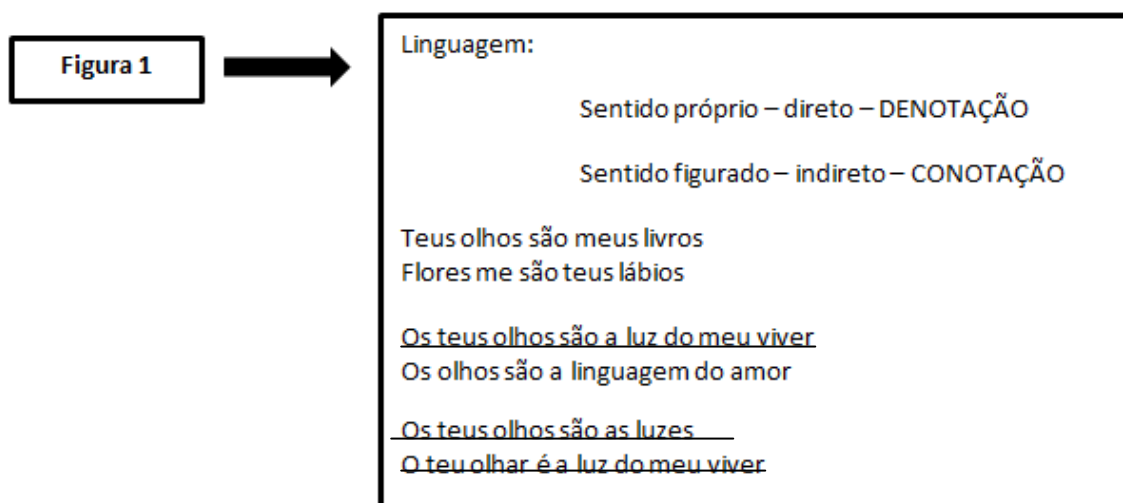 Figura 1
Linguagem:
Sentido próprio – direto – DENOTAÇÃO
Sentido figurado – indireto – CONOTAÇÃO
Teus olhos são meus livros
Flores me são teus lábios
Os teus olhos são a luz do meu viver
Os olhos são a linguagem do amor
Os teus olhos são as luzes
O teu olhar é a luz do meu viver